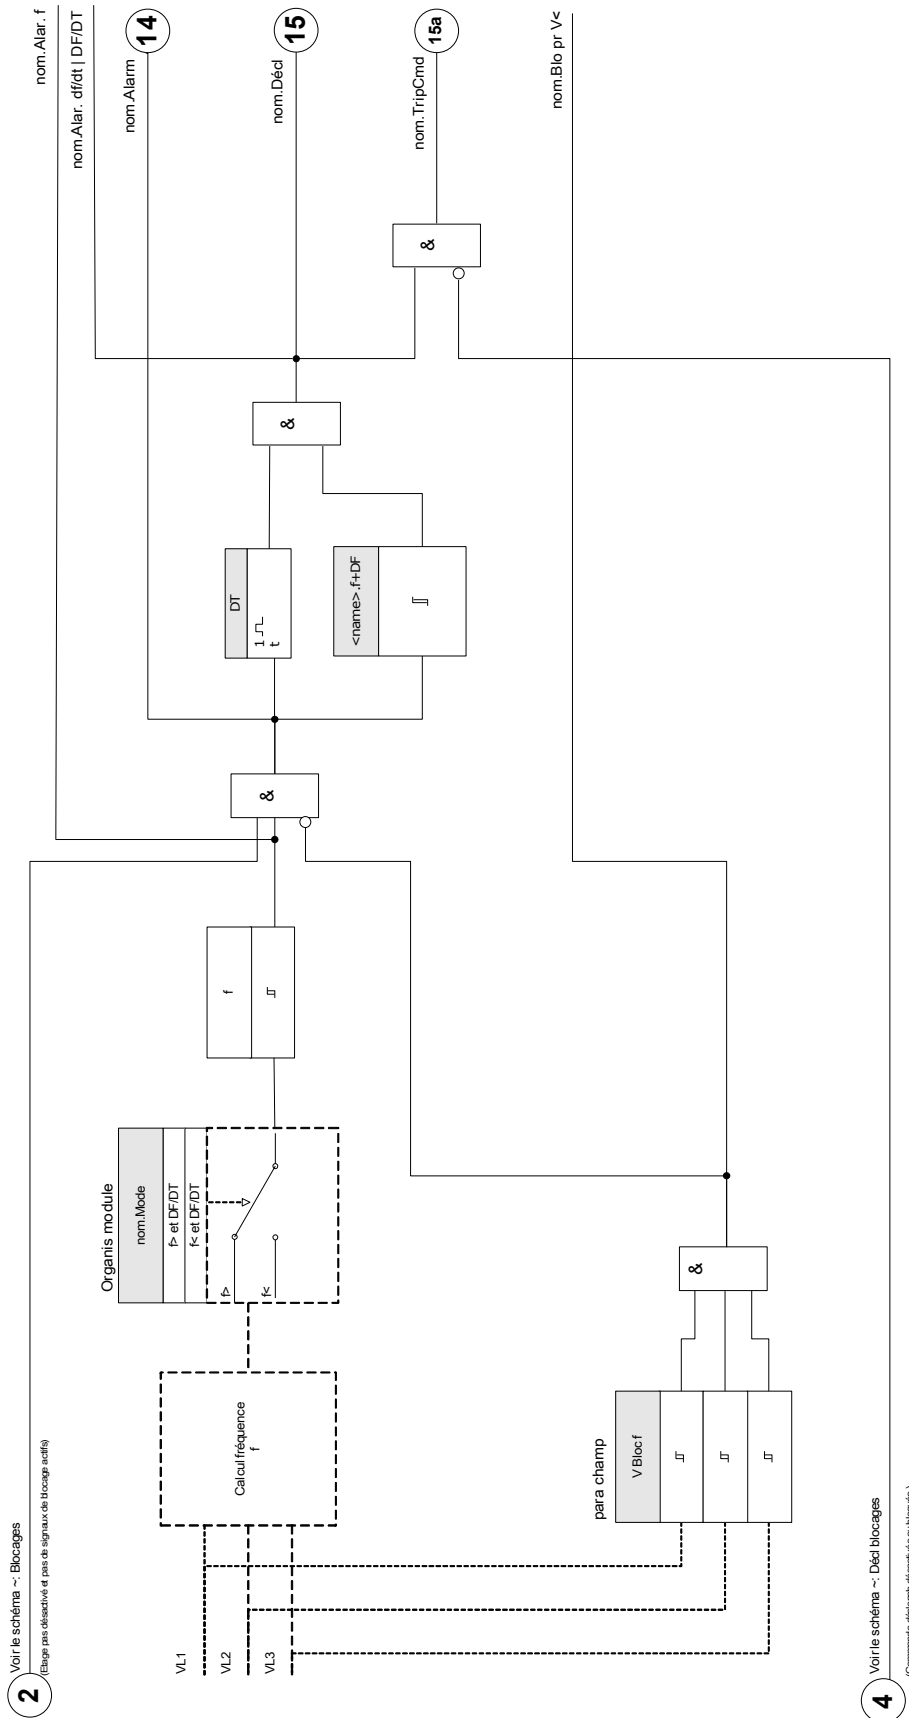 2
Voir le schéma ~: Blocages
(Etage pas désactivé et pas de signaux de blocage actifs)
VL1
VL2
VL3
Calcul fréquence
f
Organis module
nom.Mode
f> et DF/DT
f< et DF/DT
f>
f<
f
&
DT
1
t
<name>.f+DF
&
&
nom.Alar. f
nom.Alar. df/dt | DF/DT
nom.Alarm
14
nom.Décl
15
nom.TripCmd
15a
nom.Blo pr V<
para champ
V Bloc f
&
4
Voir le schéma ~: Décl blocages